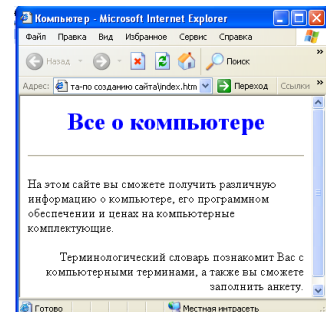 Компьютер - Microsoft Internet Explorer
Файл Правка Вид Избранное Сервис Справка
Назад Поиск
Адрес: та-по созданию сайта\index.htm Переход Ссылки
Все о компьютере
На этом сайте вы сможете получить различную
информацию о компьютере, его программном
обеспечении и ценах на компьютерные
комплектующие.
Терминологический словарь познакомит Вас с
компьютерными терминами, а также вы сможете
заполнить анкету.
Готово Местная интрасеть